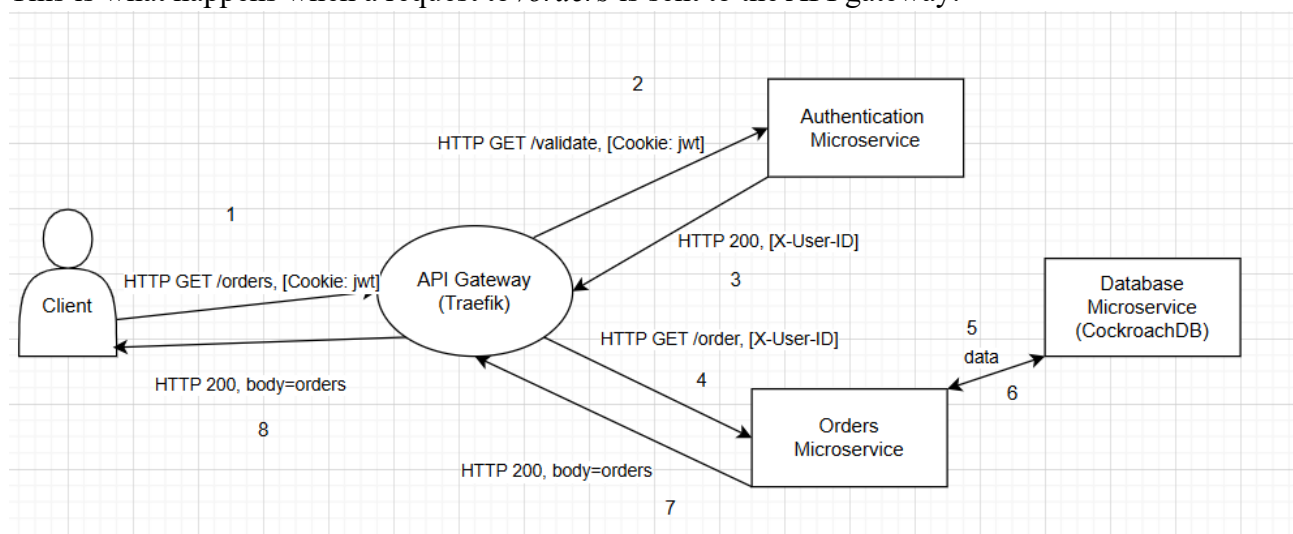 This is what happens when a request to /orders is sent to the API gateway.
2
Authentication
Microservice
HTTP GET /validate, [Cookie: jwt]
1
HTTP 200, [X-User-ID]
HTTP GET /orders, [Cookie: jwt]
API Gateway
(Traefik)
3
Client
Database
Microservice
(CockroachDB)
HTTP GET /order, [X-User-ID]
5
data
4
6
HTTP 200, body=orders
8
Orders
Microservice
HTTP 200, body=orders
7